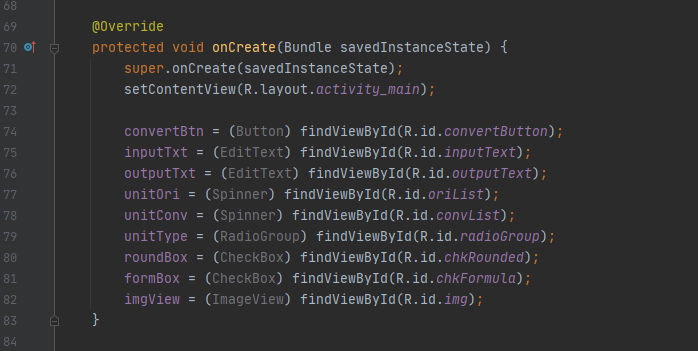 68
69 @Override
70 protected void onCreate(Bundle savedInstanceState) {
71 super.onCreate(savedInstanceState);
72 setContentView(R.layout.activity_main);
73
74 convertBtn = (Button) findViewById(R.id.convertButton);
75 inputTxt = (EditText) findViewById(R.id.inputText);
76 outputTxt = (EditText) findViewById(R.id.outputText);
77 unitOri = (Spinner) findViewById(R.id.oriList);
78 unitConv = (Spinner) findViewById(R.id.convList);
79 unitType = (RadioGroup) findViewById(R.id.radioGroup);
80 roundBox = (CheckBox) findViewById(R.id.chkRounded);
81 formBox = (CheckBox) findViewById(R.id.chkFormula);
82 imgView = (ImageView) findViewById(R.id.img);
83 }
84